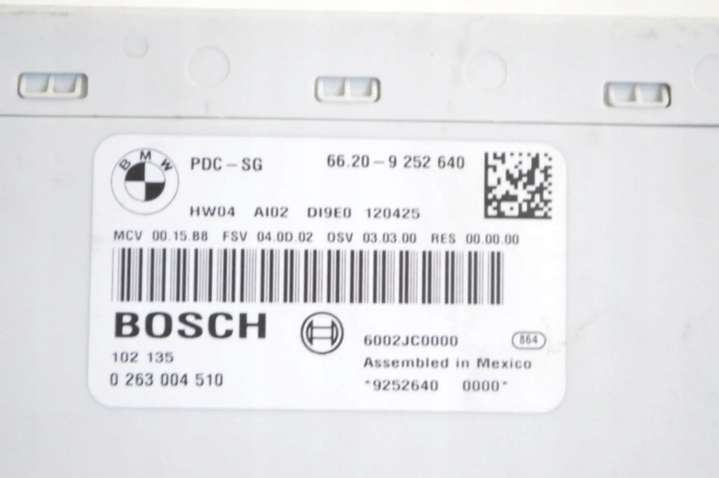 BMW PDC-SG 66.20-9 252 640
HW04 AI02 DI9E0 120425
MCV 00.15.B8 FSV 04.0D.02 OSV 03.03.00 RES 00.00.00
BOSCH
6002JC0000 864
102 135
Assembled in Mexico
0 263 004 510
*9252640 0000*